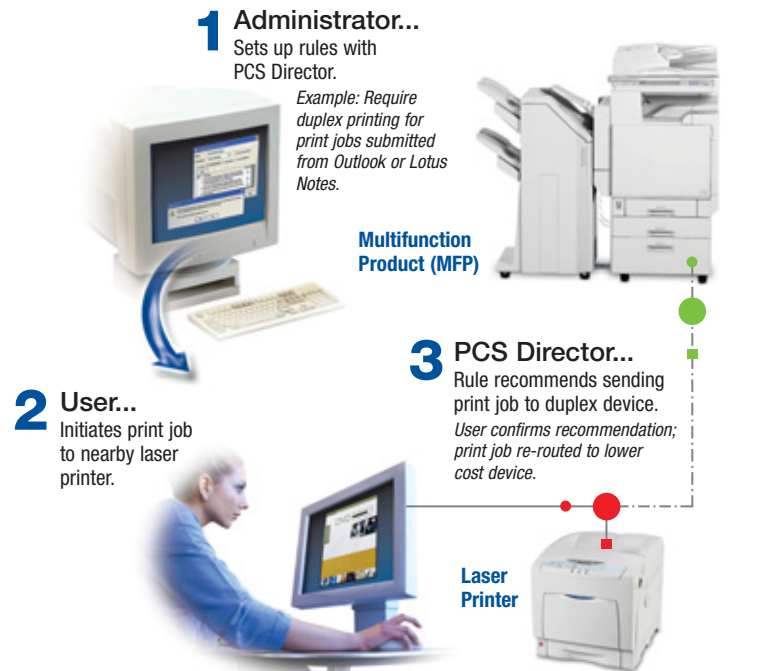 1 Administrator...
Sets up rules with
PCS Director.
Example: Require
duplex printing for
print jobs submitted
from Outlook or Lotus
Notes.
Multifunction
Product (MFP)
2 User...
Initiates print job
to nearby laser
printer.
3 PCS Director...
Rule recommends sending
print job to duplex device.
User confirms recommendation;
print job re-routed to lower
cost device.
Laser
Printer